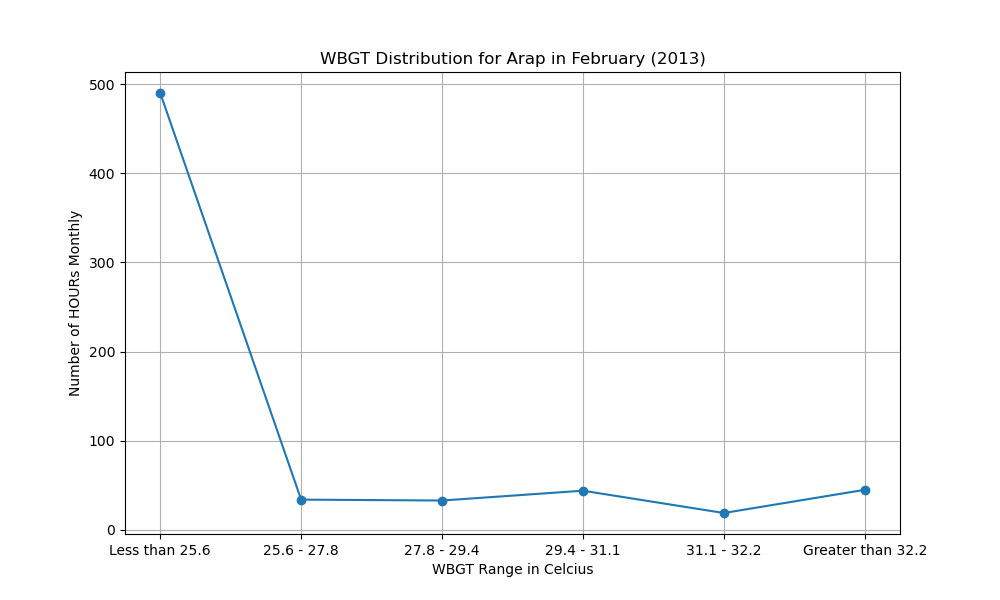 WBGT Distribution for Arap in February (2013)
Number of HOURs Monthly
500
400
300
200
100
0
Less than 25.6
25.6 - 27.8
27.8 - 29.4
29.4 - 31.1
31.1 - 32.2
Greater than 32.2
WBGT Range in Celcius